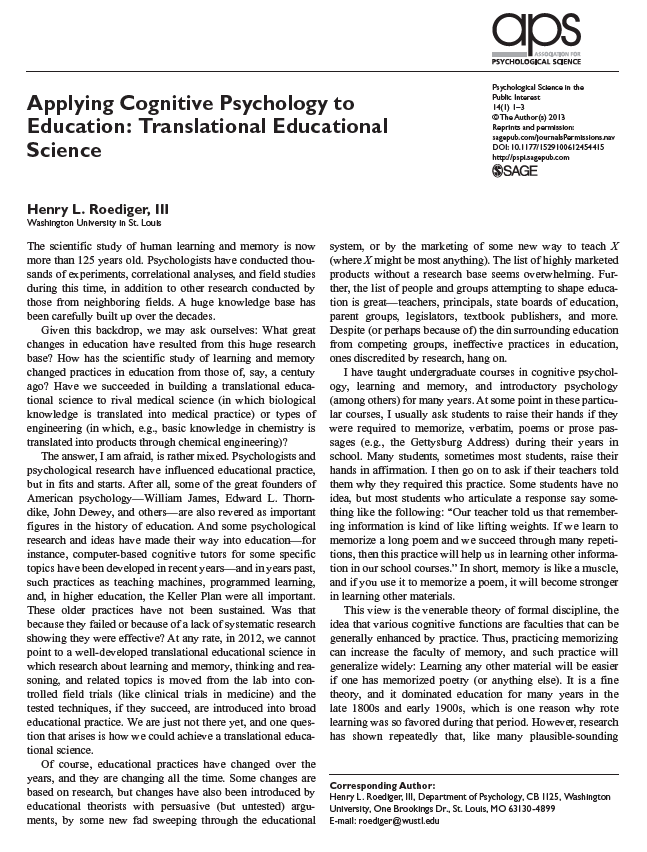 aps
ASSOCIATION FOR
PSYCHOLOGICAL SCIENCE
Applying Cognitive Psychology to
Education: Translational Educational
Science
Psychological Science in the
Public Interest
14(1) 1–3
© The Author(s) 2013
Reprints and permission:
sagepub.com/journalsPermissions.nav
DOI: 10.1177/1529100612454415
http://pspi.sagepub.com
SAGE
Henry L. Roediger, III
Washington University in St. Louis
The scientific study of human learning and memory is now
more than 125 years old. Psychologists have conducted thou-
sands of experiments, correlational analyses, and field studies
during this time, in addition to other research conducted by
those from neighboring fields. A huge knowledge base has
been carefully built up over the decades.
Given this backdrop, we may ask ourselves: What great
changes in education have resulted from this huge research
base? How has the scientific study of learning and memory
changed practices in education from those of, say, a century
ago? Have we succeeded in building a translational educa-
tional science to rival medical science (in which biological
knowledge is translated into medical practice) or types of
engineering (in which, e.g., basic knowledge in chemistry is
translated into products through chemical engineering)?
The answer, I am afraid, is rather mixed. Psychologists and
psychological research have influenced educational practice,
but in fits and starts. After all, some of the great founders of
American psychology—William James, Edward L. Thorn-
dike, John Dewey, and others—are also revered as important
figures in the history of education. And some psychological
research and ideas have made their way into education—for
instance, computer-based cognitive tutors for some specific
topics have been developed in recent years—and in years past,
such practices as teaching machines, programmed learning,
and, in higher education, the Keller Plan were all important.
These older practices have not been sustained. Was that
because they failed or because of a lack of systematic research
showing they were effective? At any rate, in 2012, we cannot
point to a well-developed translational educational science in
which research about learning and memory, thinking and rea-
soning, and related topics is moved from the lab into con-
trolled field trials (like clinical trials in medicine) and the
tested techniques, if they succeed, are introduced into broad
educational practice. We are just not there yet, and one ques-
tion that arises is how we could achieve a translational educa-
tional science.
Of course, educational practices have changed over the
years, and they are changing all the time. Some changes are
based on research, but changes have also been introduced by
educational theorists with persuasive (but untested) argu-
ments, by some new fad sweeping through the educational
system, or by the marketing of some new way to teach X
(where X might be most anything). The list of highly marketed
products without a research base seems overwhelming. Fur-
ther, the list of people and groups attempting to shape educa-
tion is great—teachers, principals, state boards of education,
parent groups, legislators, textbook publishers, and more.
Despite (or perhaps because of) the din surrounding education
from competing groups, ineffective practices in education,
ones discredited by research, hang on.
I have taught undergraduate courses in cognitive psychol-
ogy, learning and memory, and introductory psychology
(among others) for many years. At some point in these particu-
lar courses, I usually ask students to raise their hands if they
were required to memorize, verbatim, poems or prose pas-
sages (e.g., the Gettysburg Address) during their years in
school. Many students, sometimes most students, raise their
hands in affirmation. I then go on to ask if their teachers told
them why they required this practice. Some students have no
idea, but most students who articulate a response say some-
thing like the following: “Our teacher told us that remember-
ing information is kind of like lifting weights. If we learn to
memorize a long poem and we succeed through many repeti-
tions, then this practice will help us in learning other informa-
tion in our school courses.” In short, memory is like a muscle,
and if you use it to memorize a poem, it will become stronger
in learning other materials.
This view is the venerable theory of formal discipline, the
idea that various cognitive functions are faculties that can be
generally enhanced by practice. Thus, practicing memorizing
can increase the faculty of memory, and such practice will
generalize widely: Learning any other material will be easier
if one has memorized poetry (or anything else). It is a fine
theory, and it dominated education for many years in the
late 1800s and early 1900s, which is one reason why rote
learning was so favored during that period. However, research
has shown repeatedly that, like many plausible-sounding
Corresponding Author:
Henry L. Roediger, III, Department of Psychology, CB 1125, Washington
University, One Brookings Dr., St. Louis, MO 63130-4899
E-mail: roediger@wustl.edu